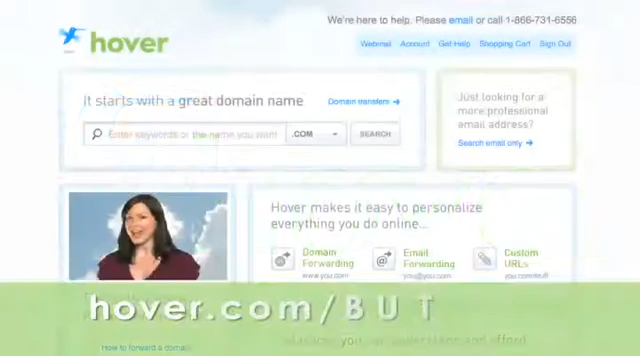 We're here to help. Please email or call 1-866-731-6556
hover
Webmail Account Get Help Shopping Cart Sign Out
It starts with a great domain name
Domain transfers
Just looking for a
more professional
email address?
Enter keywords or the name you want
.COM
SEARCH
Search email only
Hover makes it easy to personalize
everything you do online...
Domain
Forwarding
www.you.com
Email
Forwarding
you@you.com
Custom
URLs
hover.com/BUT
How to forward a domain